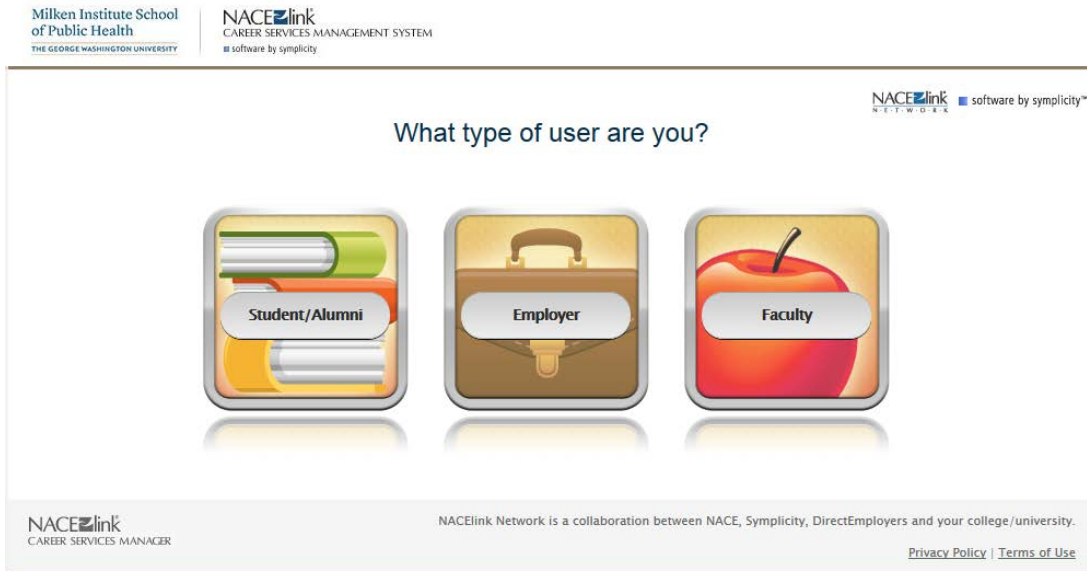 Milken Institute School
of Public Health
THE GEORGE WASHINGTON UNIVERSITY
NACElink
CAREER SERVICES MANAGEMENT SYSTEM
software by symplicity
NACElink
N·E·T·W·O·R·K
software by symplicity™
What type of user are you?
Student/Alumni
Employer
Faculty
NACElink
CAREER SERVICES MANAGER
NACElink Network is a collaboration between NACE, Symplicity, DirectEmployers and your college/university.
Privacy Policy | Terms of Use